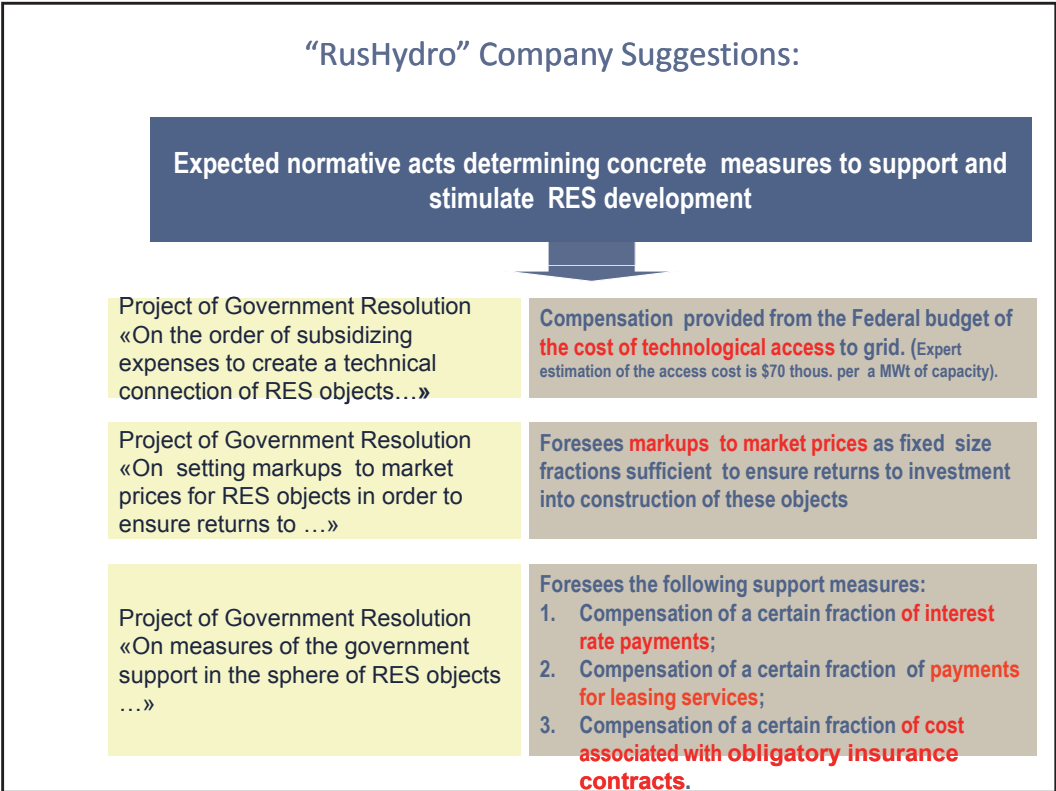 “RusHydro” Company Suggestions:
Expected normative acts determining concrete measures to support and
stimulate RES development
Project of Government Resolution
«On the order of subsidizing
expenses to create a technical
connection of RES objects…»
Compensation provided from the Federal budget of
the cost of technological access to grid. (Expert
estimation of the access cost is $70 thous. per a MWt of capacity).
Project of Government Resolution
«On setting markups to market
prices for RES objects in order to
ensure returns to …»
Foresees markups to market prices as fixed size
fractions sufficient to ensure returns to investment
into construction of these objects
Project of Government Resolution
«On measures of the government
support in the sphere of RES objects
…»
Foresees the following support measures:
1. Compensation of a certain fraction of interest
rate payments;
2. Compensation of a certain fraction of payments
for leasing services;
3. Compensation of a certain fraction of cost
associated with obligatory insurance
contracts.